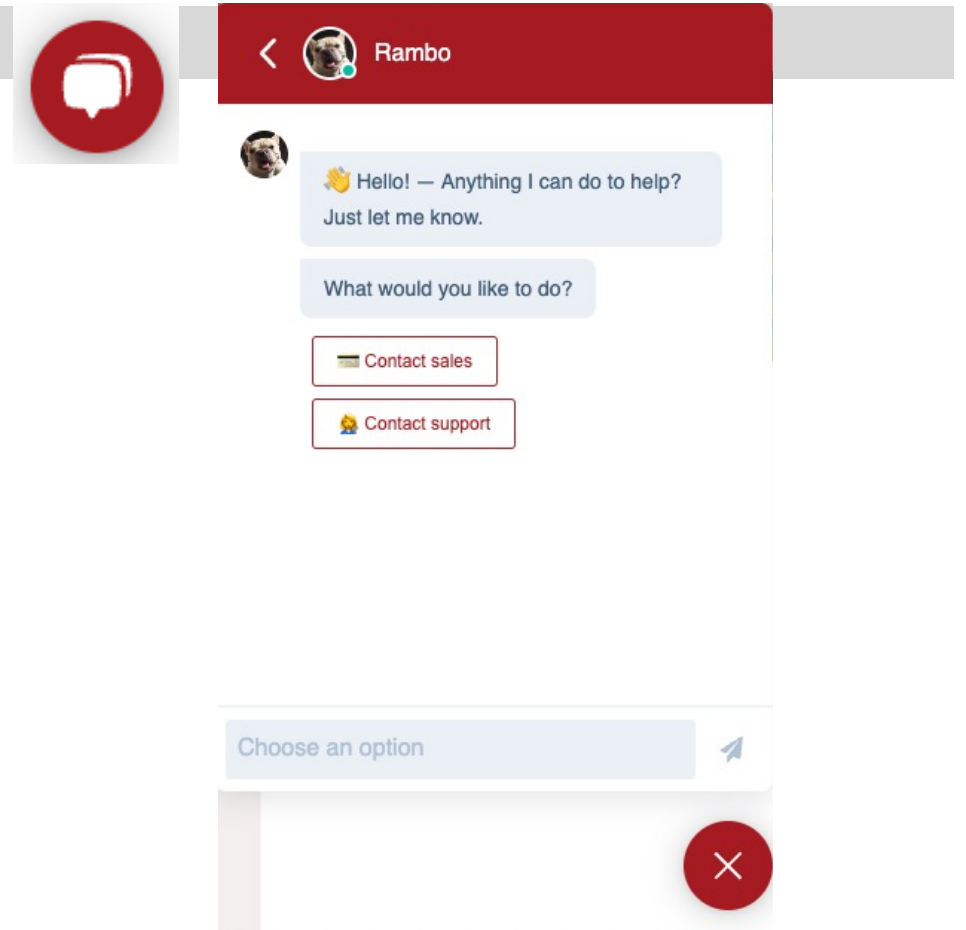 Rambo
👋 Hello! — Anything I can do to help?
Just let me know.
What would you like to do?
💳 Contact sales
🙋 Contact support
Choose an option